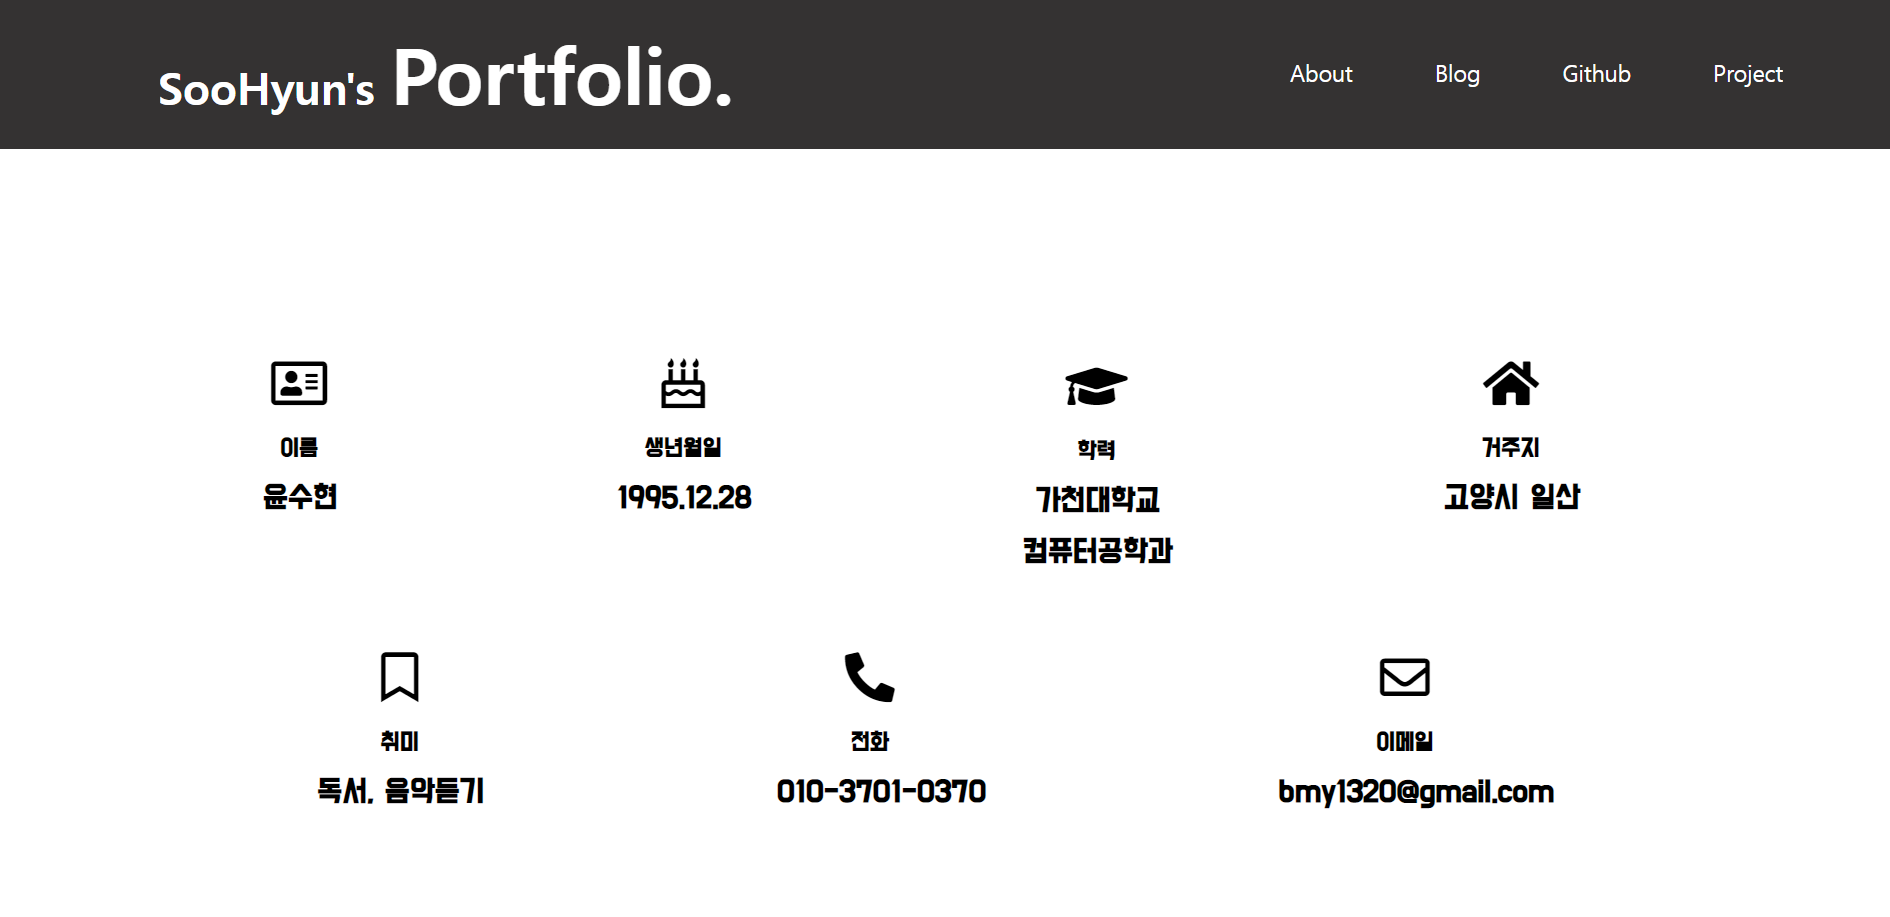 SooHyun's Portfolio.
About
Blog
Github
Project
이름
윤수현
생년월일
1995.12.28
학력
가천대학교
컴퓨터공학과
거주지
고양시 일산
취미
독서, 음악듣기
전화
010-3701-0370
이메일
bmy1320@gmail.com